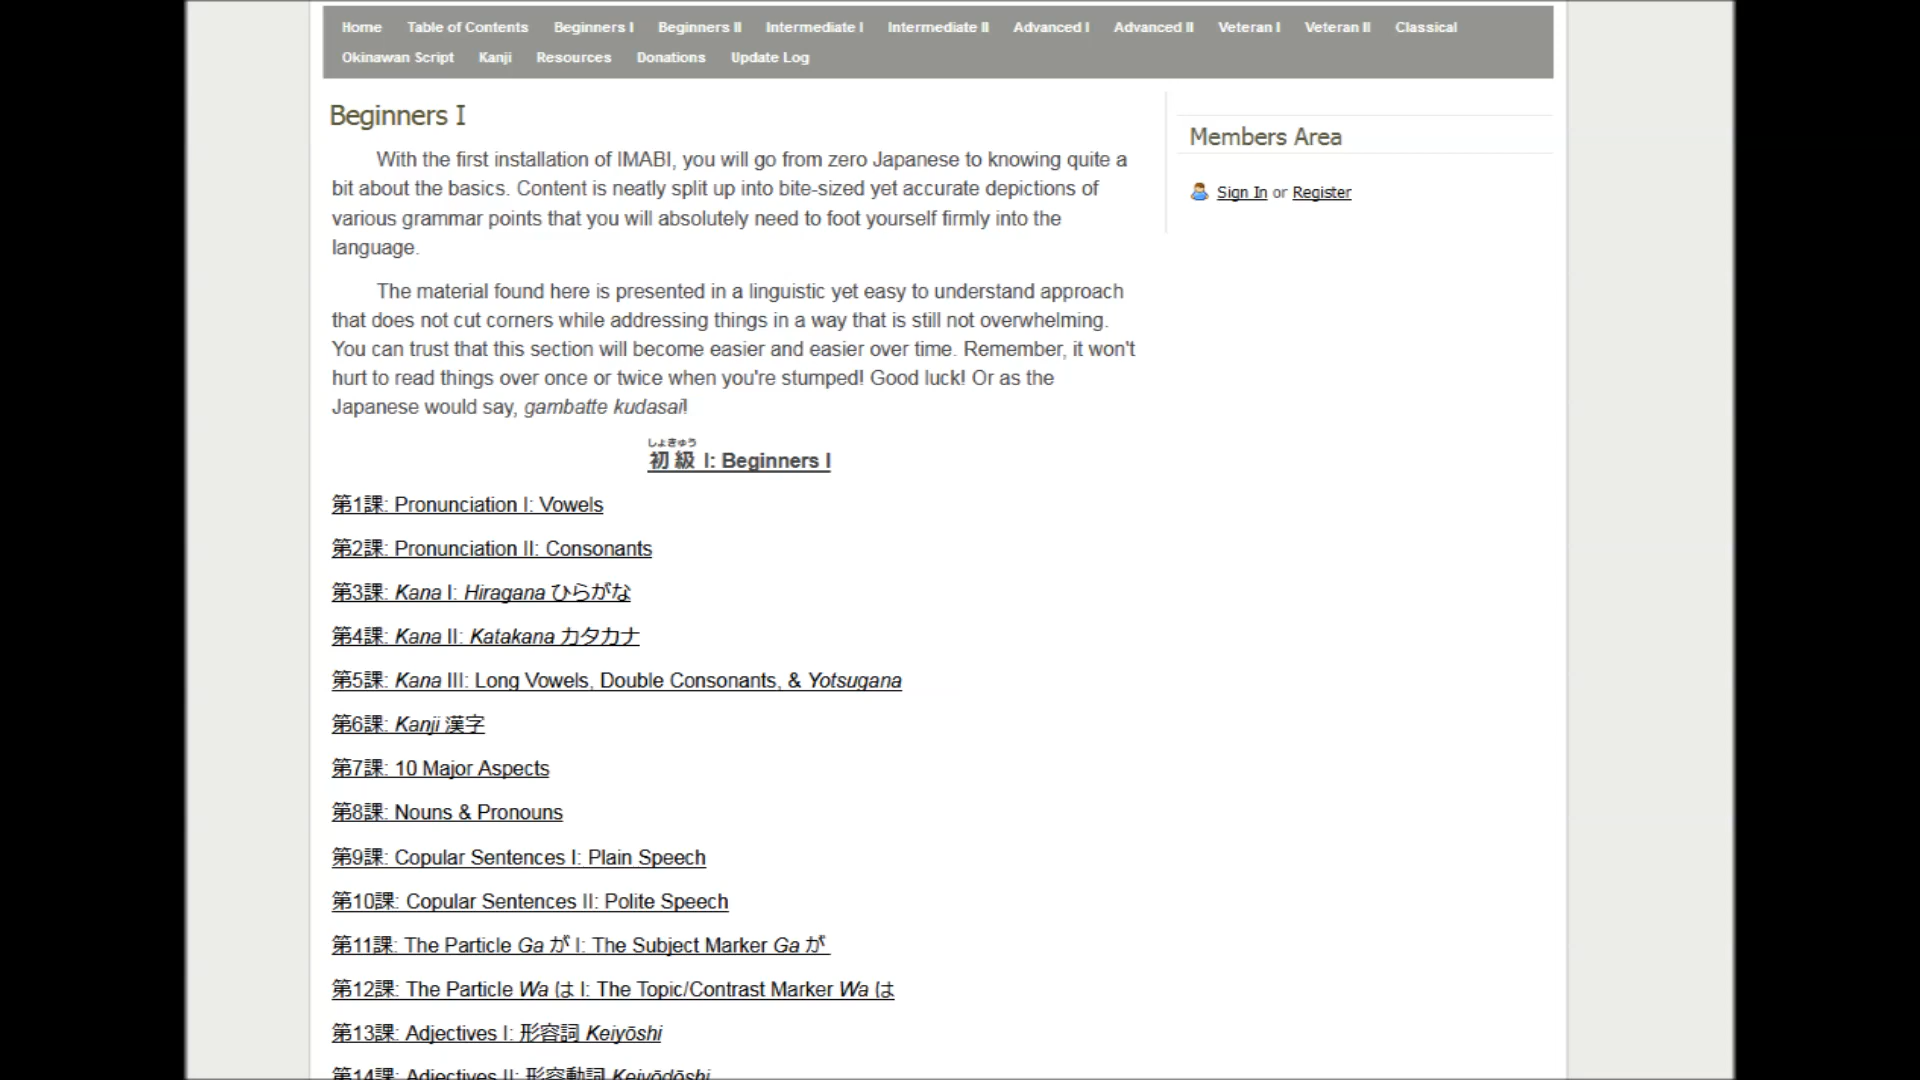 Home Table of Contents Beginners I Beginners II Intermediate I Intermediate II Advanced I Advanced II Veteran I Veteran II Classical
Okinawan Script Kanji Resources Donations Update Log
Beginners I
With the first installation of IMABI, you will go from zero Japanese to knowing quite a
bit about the basics. Content is neatly split up into bite-sized yet accurate depictions of
various grammar points that you will absolutely need to foot yourself firmly into the
language.
The material found here is presented in a linguistic yet easy to understand approach
that does not cut corners while addressing things in a way that is still not overwhelming.
You can trust that this section will become easier and easier over time. Remember, it won't
hurt to read things over once or twice when you're stumped! Good luck! Or as the
Japanese would say, gambatte kudasai!
しょきゅう
初級 I: Beginners I
第1課: Pronunciation I: Vowels
第2課: Pronunciation II: Consonants
第3課: Kana I: Hiragana ひらがな
第4課: Kana II: Katakana カタカナ
第5課: Kana III: Long Vowels, Double Consonants, & Yotsugana
第6課: Kanji 漢字
第7課: 10 Major Aspects
第8課: Nouns & Pronouns
第9課: Copular Sentences I: Plain Speech
第10課: Copular Sentences II: Polite Speech
第11課: The Particle Ga が I: The Subject Marker Ga が
第12課: The Particle Wa は I: The Topic/Contrast Marker Wa は
第13課: Adjectives I: 形容詞 Keiyōshi
第14課: Adjectives II: 形容動詞 Keiyōdōshi
Members Area
Sign In or Register